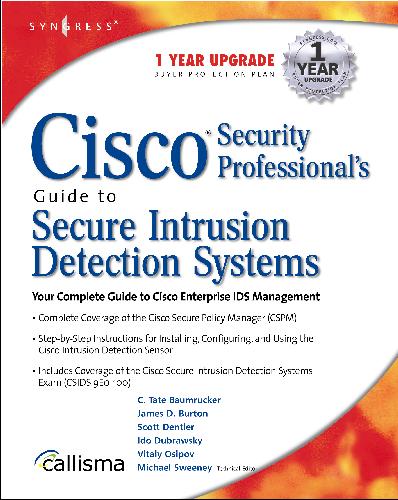 SYNGRESS®
1 YEAR UPGRADE
BUYER PROTECTION PLAN
1
YEAR
UPGRADE
Cisco® Security
Professional's
Guide to
Secure Intrusion
Detection Systems
Your Complete Guide to Cisco Enterprise IDS Management
• Complete Coverage of the Cisco Secure Policy Manager (CSPM)
• Step-by-Step Instructions for Installing, Configuring, and Using the
Cisco Intrusion Detection Sensor
• Includes Coverage of the Cisco Secure Intrusion Detection Systems
Exam (CSIDS 9E0-100)
C. Tate Baumrucker
James D. Burton
Scott Dentler
Ido Dubrawsky
Vitaly Osipov
Michael Sweeney Technical Editor
callisma